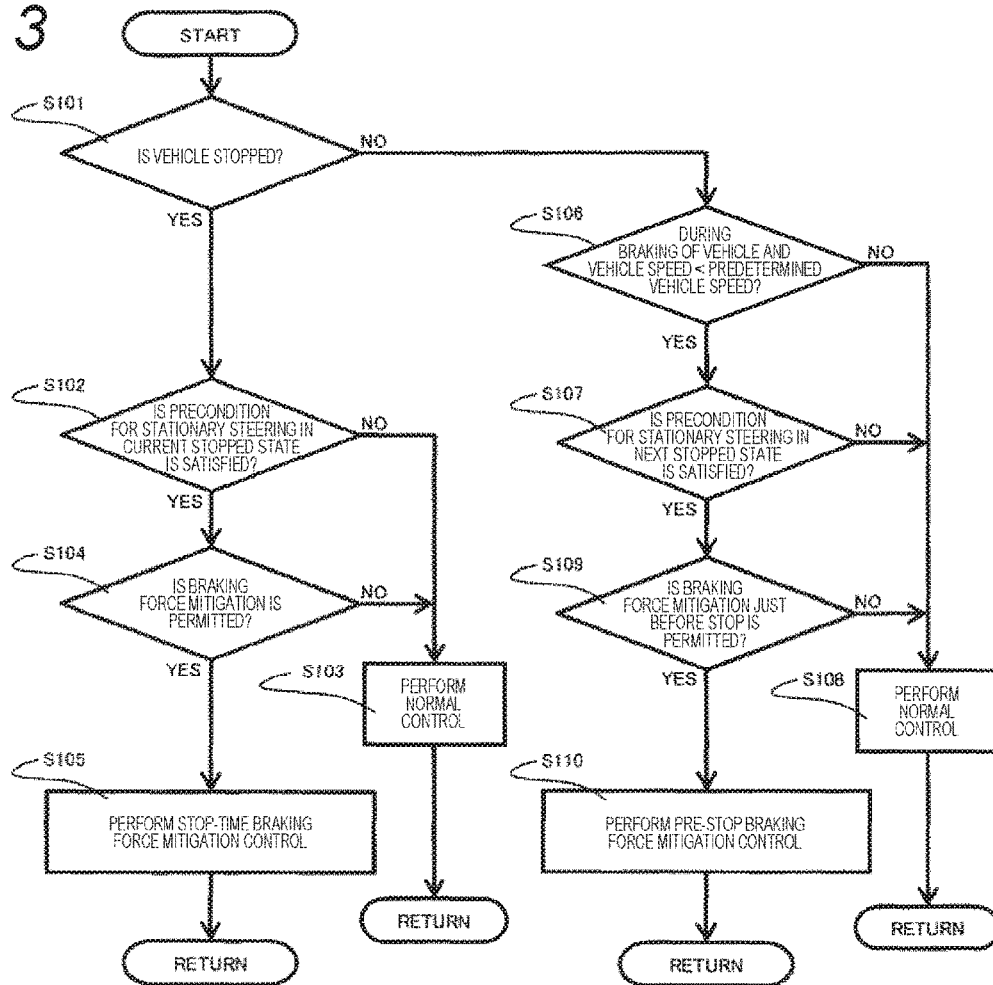 3
START
S101
IS VEHICLE STOPPED?
NO
YES
S106
DURING
BRAKING OF VEHICLE AND
VEHICLE SPEED < PREDETERMINED
VEHICLE SPEED?
NO
YES
S102
IS PRECONDITION
FOR STATIONARY STEERING IN
CURRENT STOPPED STATE
IS SATISFIED?
NO
YES
S107
IS PRECONDITION
FOR STATIONARY STEERING IN
NEXT STOPPED STATE
IS SATISFIED?
NO
YES
S104
IS BRAKING
FORCE MITIGATION IS
PERMITTED?
NO
YES
S109
IS BRAKING
FORCE MITIGATION JUST
BEFORE STOP IS
PERMITTED?
NO
YES
S103
PERFORM
NORMAL
CONTROL
S108
PERFORM
NORMAL
CONTROL
S105
PERFORM STOP-TIME BRAKING
FORCE MITIGATION CONTROL
S110
PERFORM PRE-STOP BRAKING
FORCE MITIGATION CONTROL
RETURN
RETURN
RETURN
RETURN